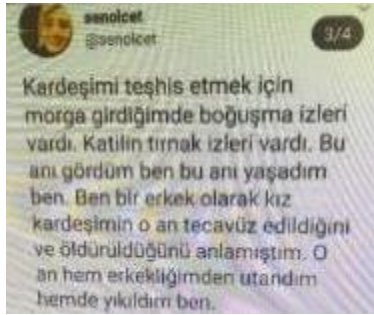 senolcet
@senolcet
3/4
Kardeşimi teşhis etmek için
morga girdiğimde boğuşma izleri
vardı. Katilin tırnak izleri vardı. Bu
anı gördüm ben bu anı yaşadım
ben. Ben bir erkek olarak kız
kardeşimin o an tecavüz edildiğini
ve öldürüldüğünü anlamıştım. O
an hem erkekliğimden utandım
hemde yıkıldım ben.